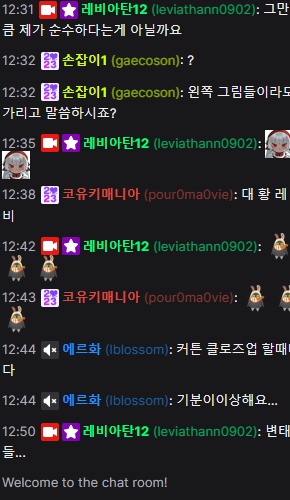 12:31 레비아탄12 (leviathann0902): 그만
큼 제가 순수하다는게 아닐까요
12:32 손잡이1 (gaecoson): ?
12:32 손잡이1 (gaecoson): 왼쪽 그림들이라도
가리고 말씀하시죠?
12:35 레비아탄12 (leviathann0902):
12:38 코유키매니아 (pour0ma0vie): 대 황 레
비
12:42 레비아탄12 (leviathann0902):
12:43 코유키매니아 (pour0ma0vie):
12:44 에르화 (lblossom): 커튼 클로즈업 할때마
다
12:44 에르화 (lblossom): 기분이이상해요...
12:50 레비아탄12 (leviathann0902): 변태
들...
Welcome to the chat room!